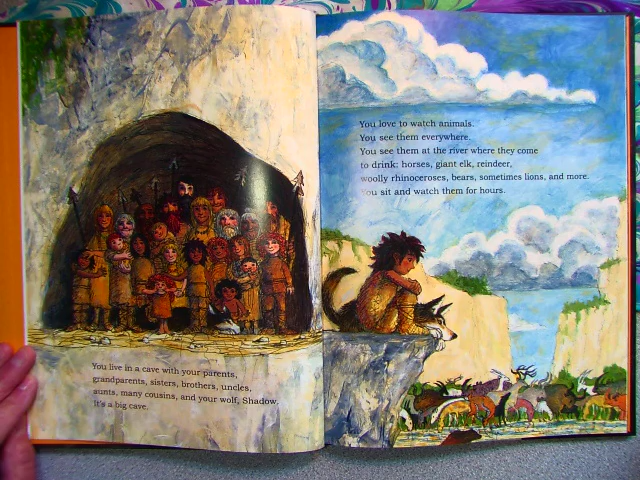 You live in a cave with your parents,
grandparents, sisters, brothers, uncles,
aunts, many cousins, and your wolf, Shadow.
It's a big cave.
You love to watch animals.
You see them everywhere.
You see them at the river where they come
to drink: horses, giant elk, reindeer,
woolly rhinoceroses, bears, sometimes lions, and more.
You sit and watch them for hours.